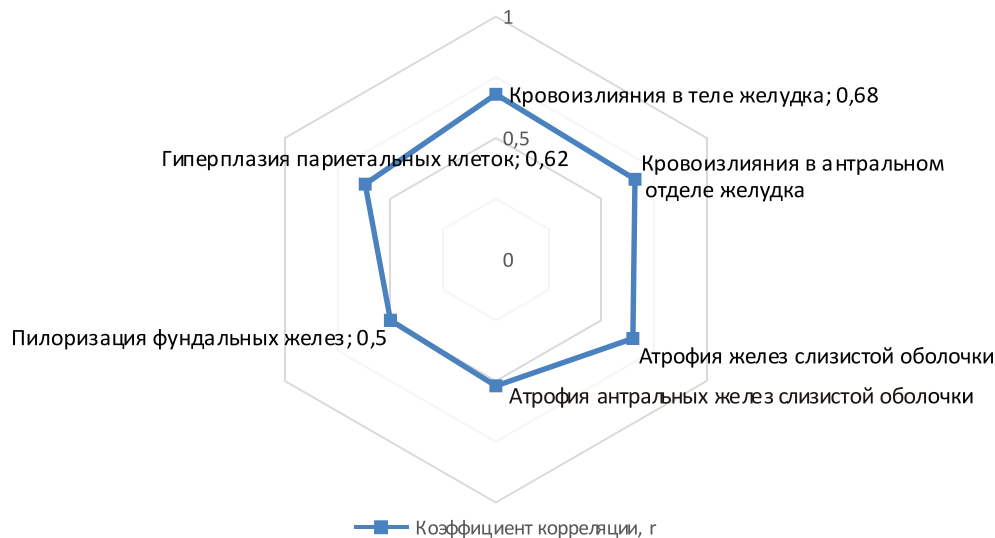 1
Кровоизлияния в теле желудка; 0,68
0,5
Гиперплазия париетальных клеток; 0,62
Кровоизлияния в антральном
отделе желудка
0
Пилоризация фундальных желез; 0,5
Атрофия желез слизистой оболочки
Атрофия антральных желез слизистой оболочки
Коэффициент корреляции, r